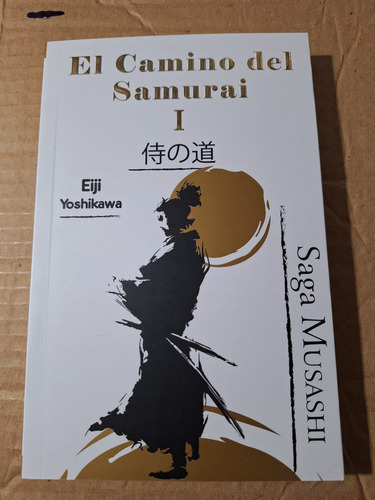 El Camino del
Samurai
I
侍の道
Eiji
Yoshikawa
Saga MUSASHI